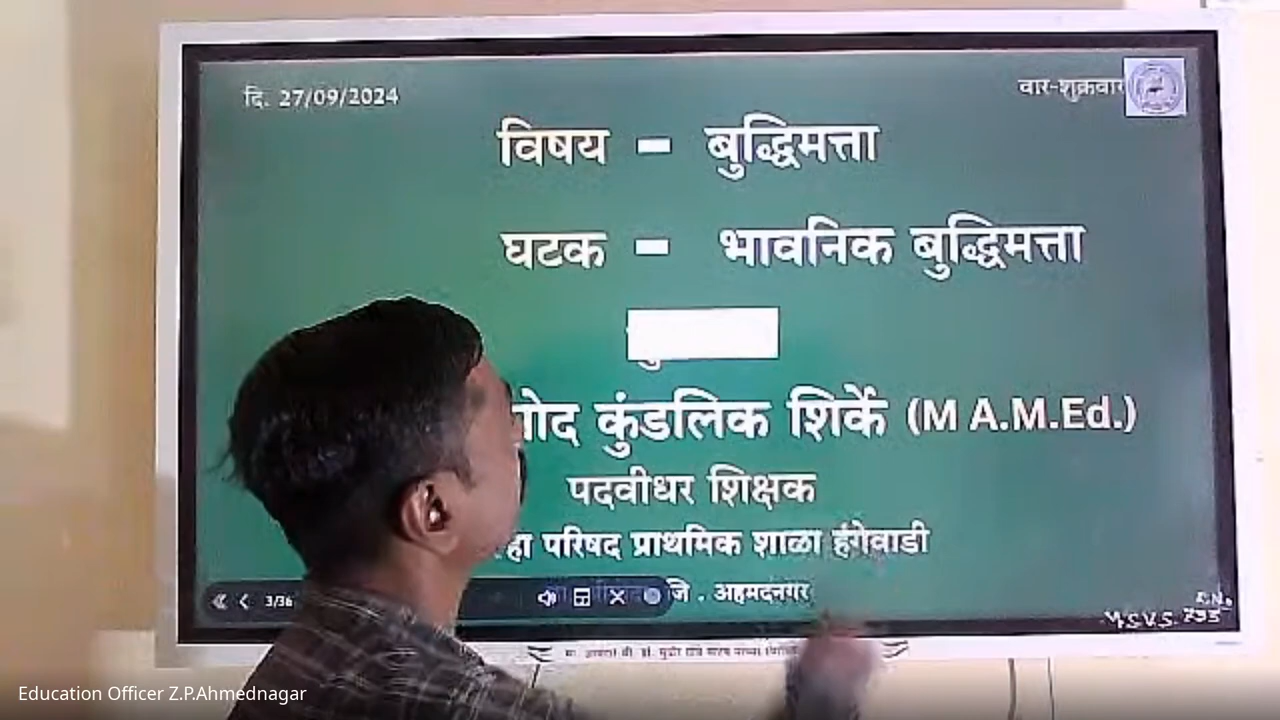 दि. 27/09/2024
वार-शुक्रवार
विषय - बुद्धिमत्ता
घटक - भावनिक बुद्धिमत्ता
कुंडलिक शिर्के (M A.M.Ed.)
पदवीधर शिक्षक
परिषद प्राथमिक शाळा हंगेवाडी
3/36
जि . अहमदनगर
Education Officer Z.P.Ahmednagar